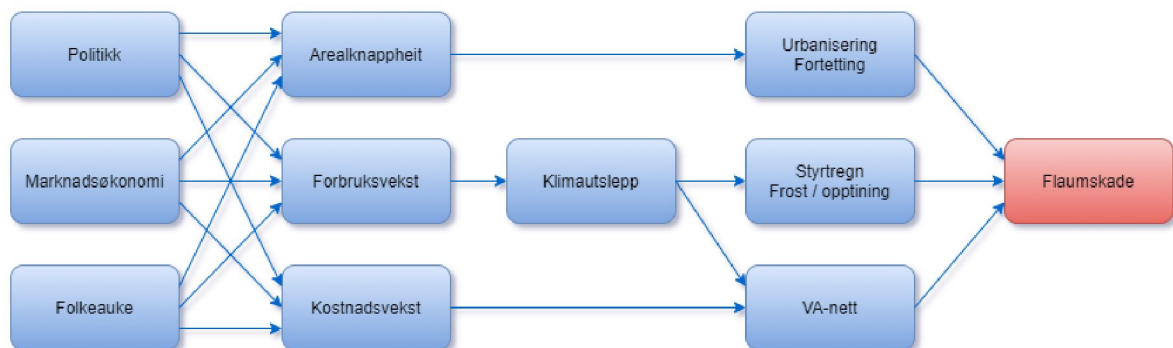 Politikk
Arealknappheit
Urbanisering
Fortetting
Marknadsøkonomi
Forbruksvekst
Klimautslepp
Styrtregn
Frost / opptining
Flaumskade
Folkeauke
Kostnadsvekst
VA-nett